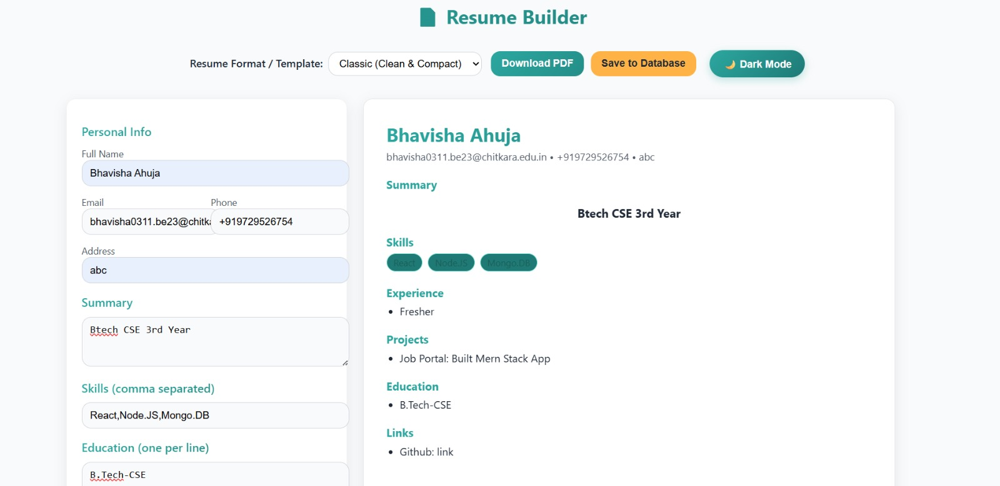 Resume Builder
Resume Format / Template: Classic (Clean & Compact) Download PDF Save to Database 🌙 Dark Mode
Personal Info
Full Name
Bhavisha Ahuja
Email Phone
bhavisha0311.be23@chitka +919729526754
Address
abc
Summary
Btech CSE 3rd Year
Skills (comma separated)
React,Node.JS,Mongo.DB
Education (one per line)
B.Tech-CSE
Bhavisha Ahuja
bhavisha0311.be23@chitkara.edu.in • +919729526754 • abc
Summary
Btech CSE 3rd Year
Skills
React Node.JS Mongo.DB
Experience
• Fresher
Projects
• Job Portal: Built Mern Stack App
Education
• B.Tech-CSE
Links
• Github: link